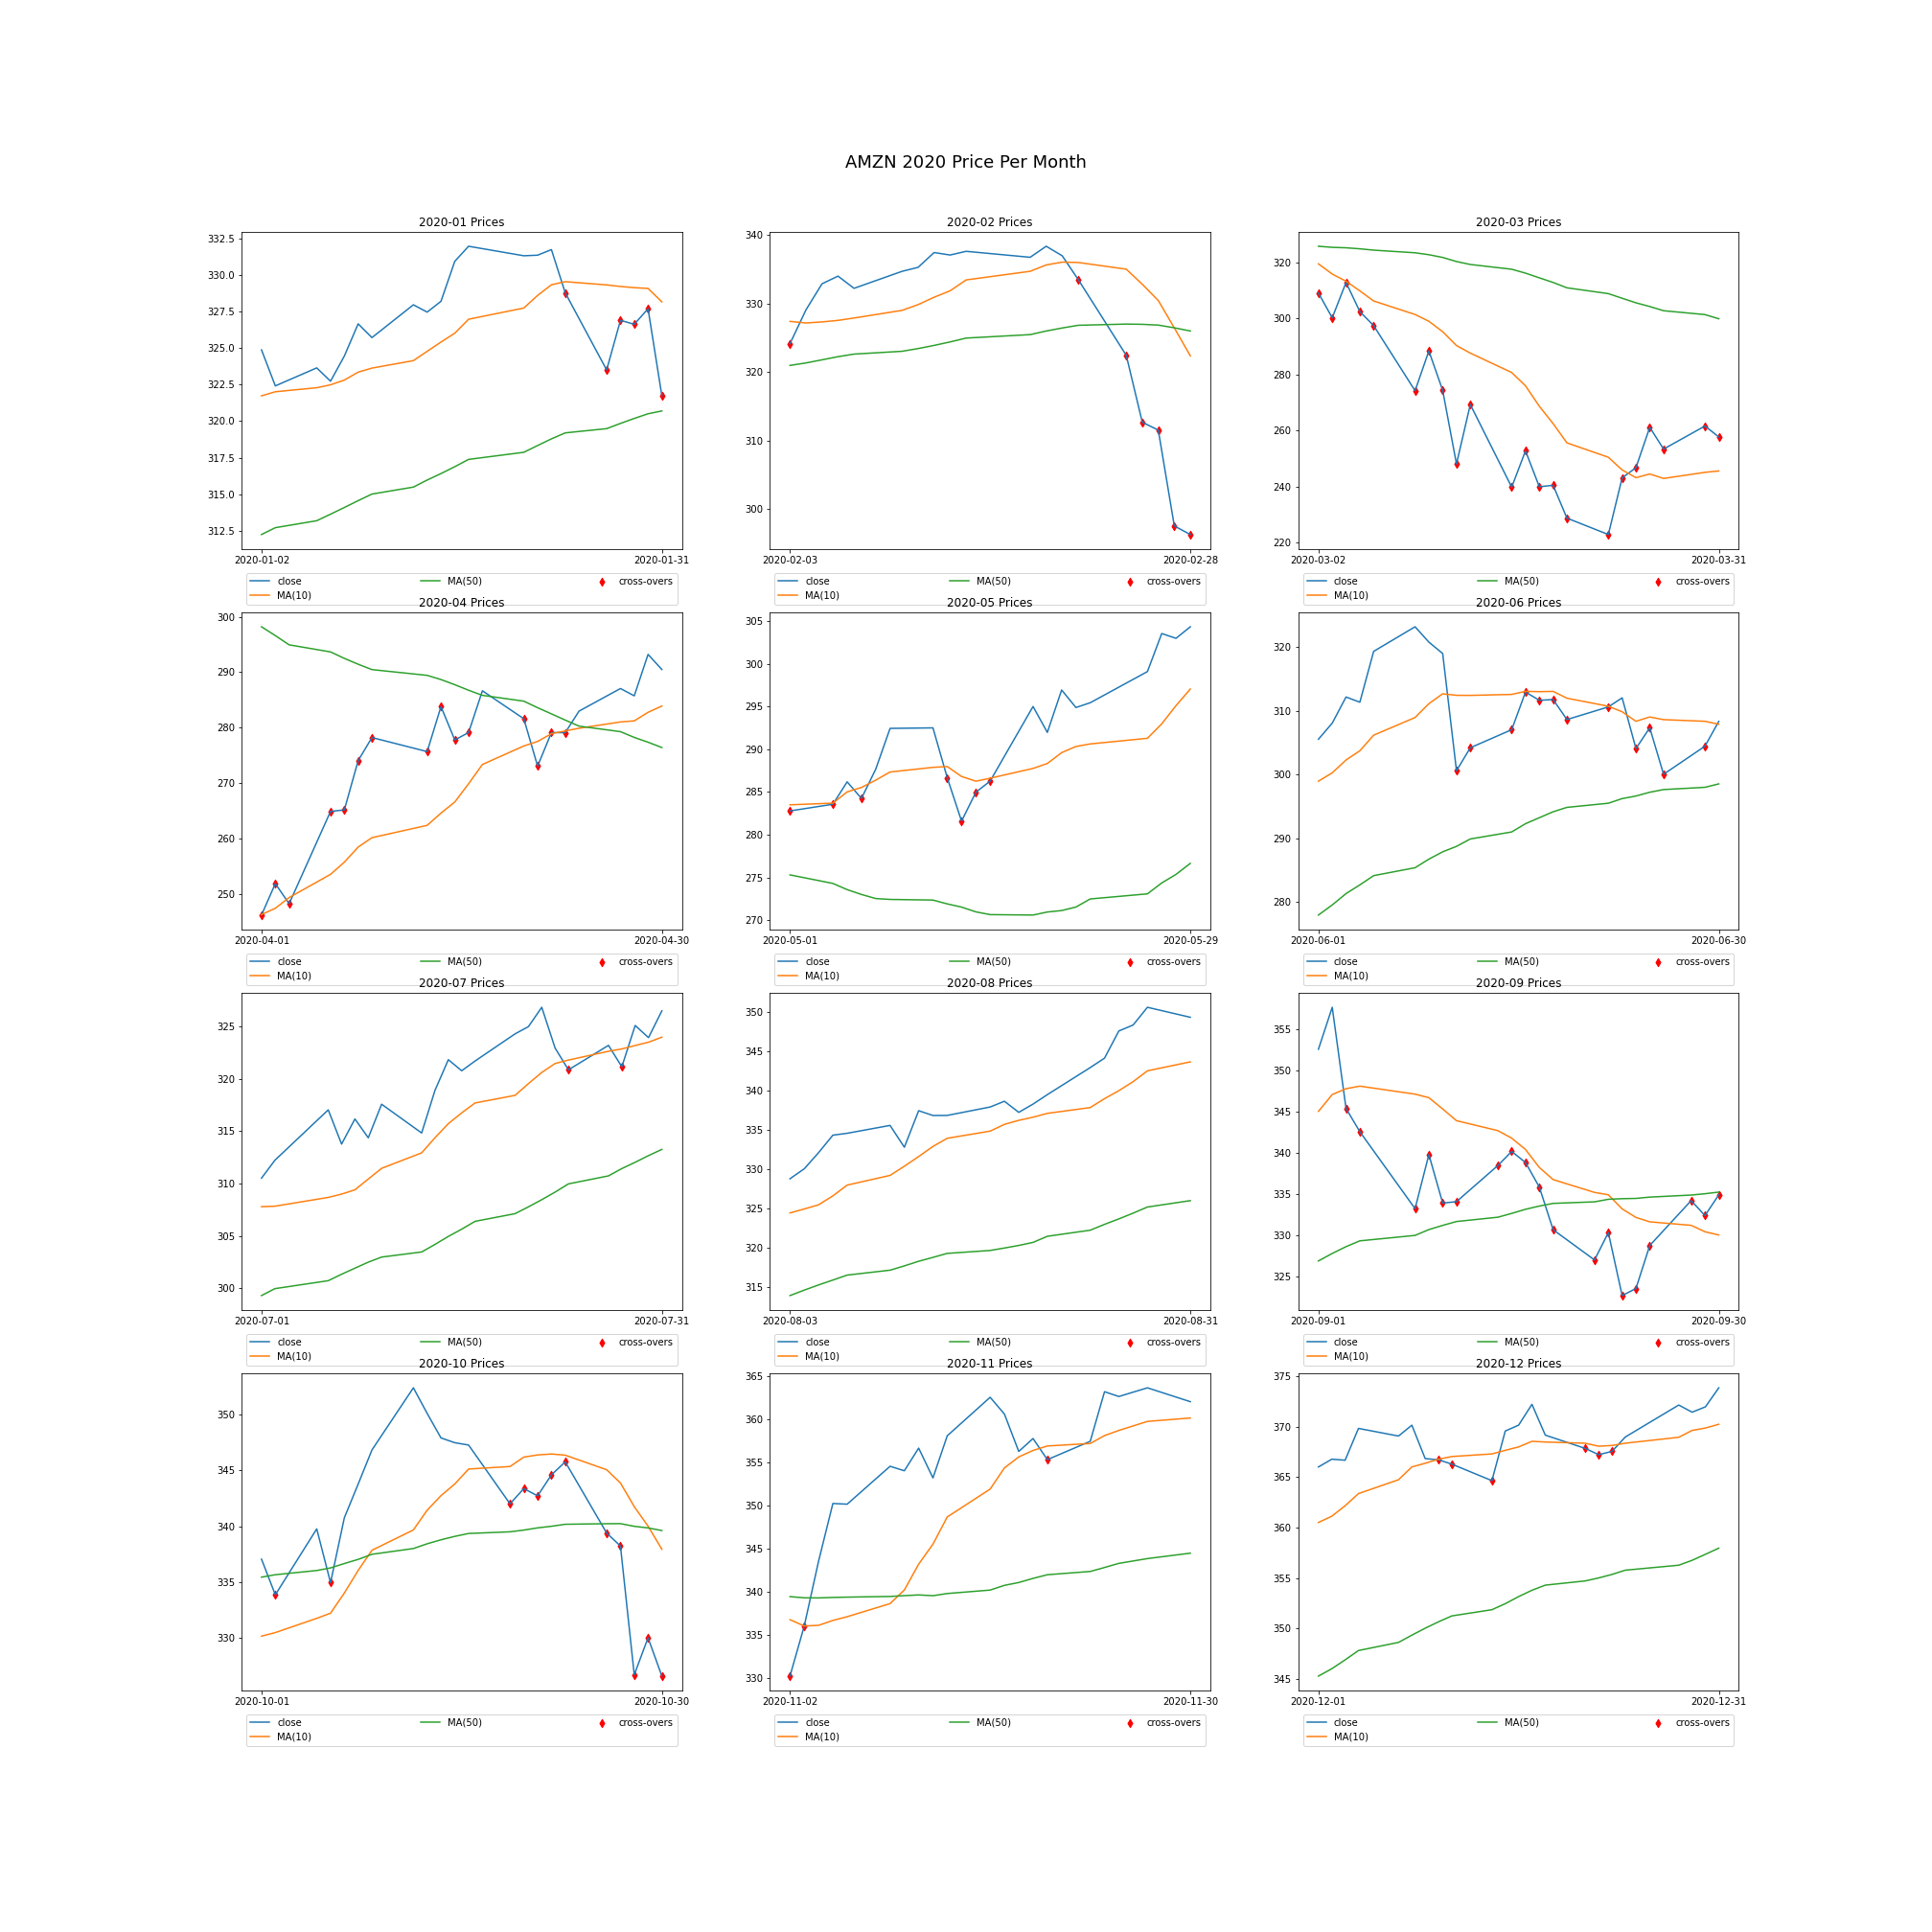 AMZN 2020 Price Per Month
2020-01 Prices
332.5
330.0
327.5
325.0
322.5
320.0
317.5
315.0
312.5
2020-01-02 2020-01-31
close MA(50) cross-overs
MA(10)
2020-02 Prices
340
330
320
310
300
2020-02-03 2020-02-28
close MA(50) cross-overs
MA(10)
2020-03 Prices
320
300
280
260
240
220
2020-03-02 2020-03-31
close MA(50) cross-overs
MA(10)
2020-04 Prices
300
290
280
270
260
250
2020-04-01 2020-04-30
close MA(50) cross-overs
MA(10)
2020-05 Prices
305
300
295
290
285
280
275
270
2020-05-01 2020-05-29
close MA(50) cross-overs
MA(10)
2020-06 Prices
320
310
300
290
280
2020-06-01 2020-06-30
close MA(50) cross-overs
MA(10)
2020-07 Prices
325
320
315
310
305
300
2020-07-01 2020-07-31
close MA(50) cross-overs
MA(10)
2020-08 Prices
350
345
340
335
330
325
320
315
2020-08-03 2020-08-31
close MA(50) cross-overs
MA(10)
2020-09 Prices
355
350
345
340
335
330
325
2020-09-01 2020-09-30
close MA(50) cross-overs
MA(10)
2020-10 Prices
350
345
340
335
330
2020-10-01 2020-10-30
close MA(50) cross-overs
MA(10)
2020-11 Prices
365
360
355
350
345
340
335
330
2020-11-02 2020-11-30
close MA(50) cross-overs
MA(10)
2020-12 Prices
375
370
365
360
355
350
345
2020-12-01 2020-12-31
close MA(50) cross-overs
MA(10)